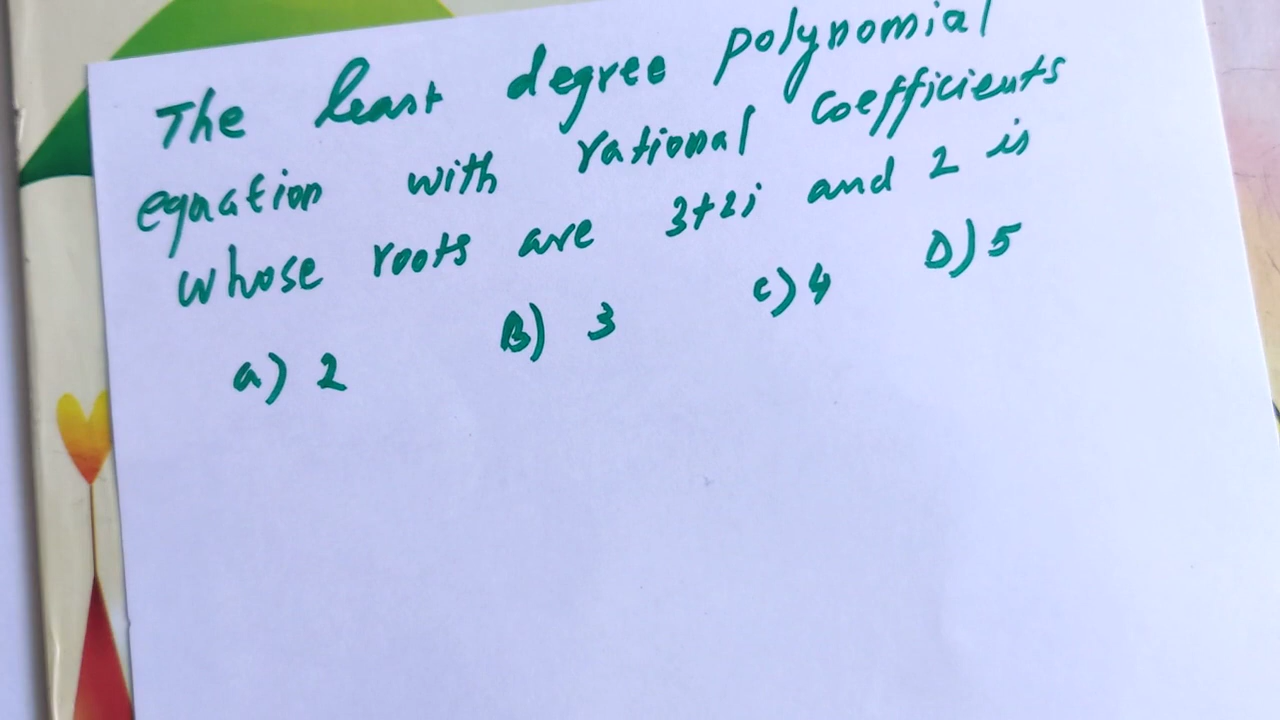 The least degree polynomial
equation with rational coefficients
whose roots are 3+2i and 2 is
a) 2 B) 3 c) 4 D) 5